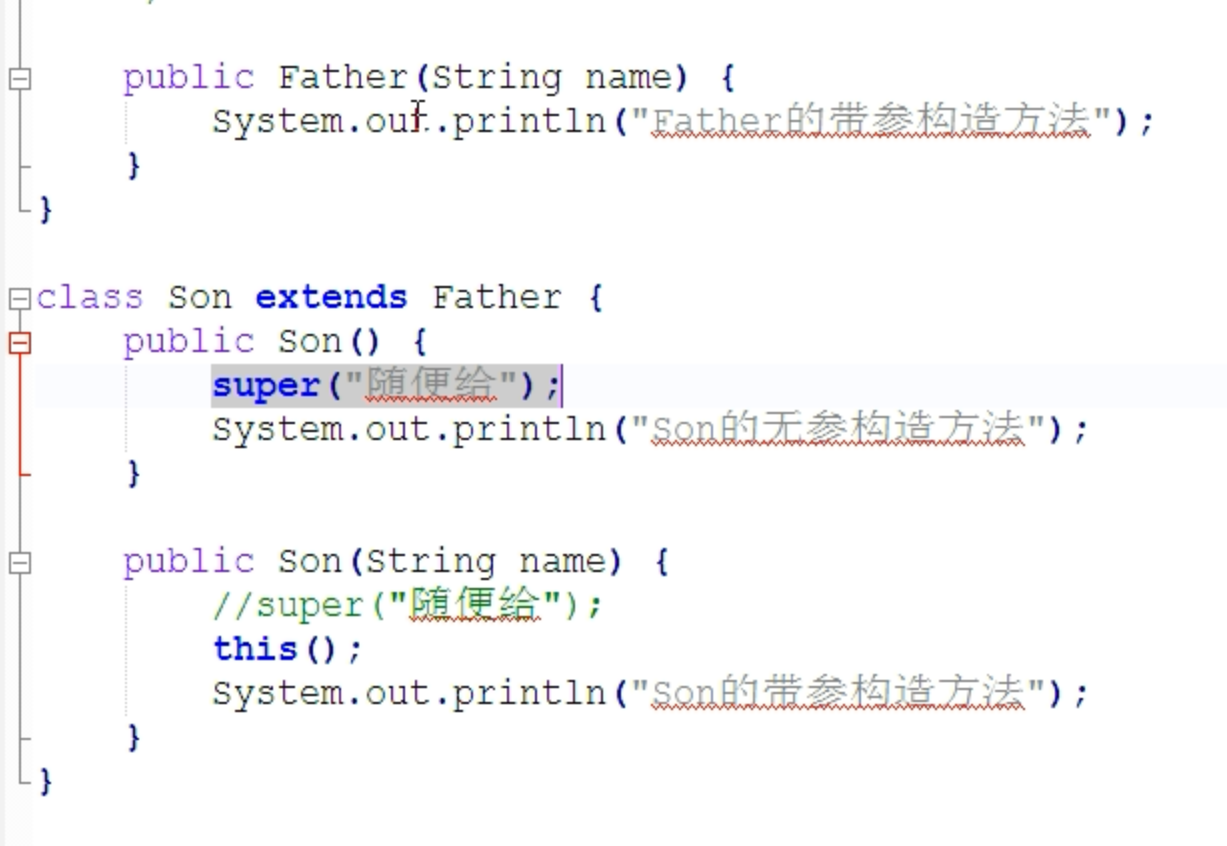 public Father(String name) {
System.out.println("Father的带参构造方法");
}
}
class Son extends Father {
public Son() {
super("随便给");
System.out.println("Son的无参构造方法");
}
public Son(String name) {
//super("随便给");
this();
System.out.println("Son的带参构造方法");
}
}